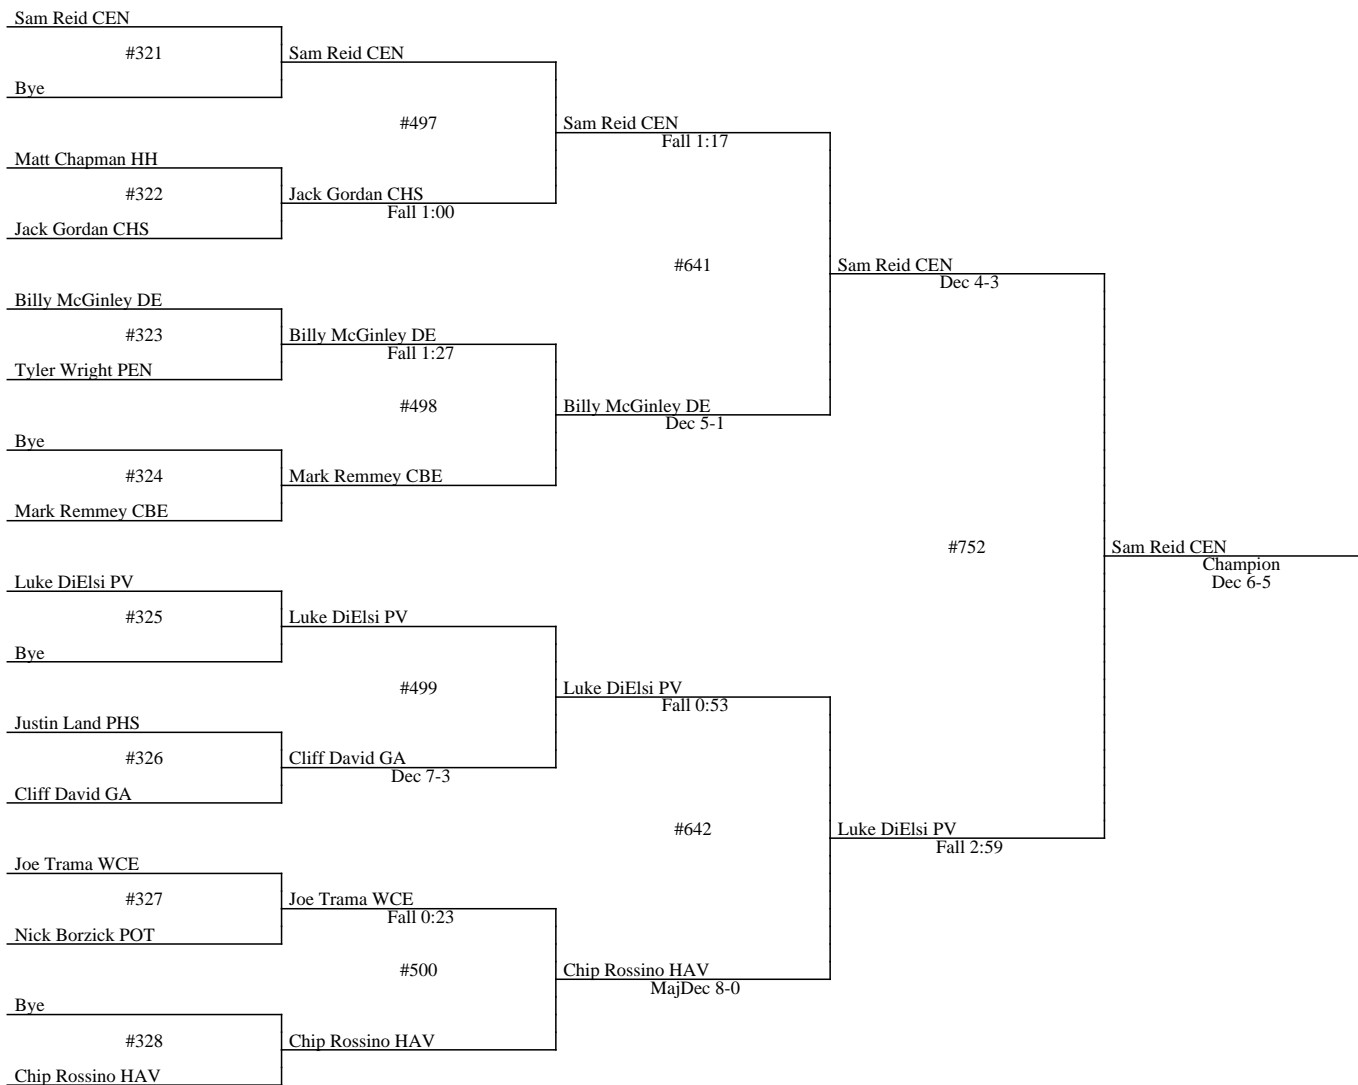 Sam Reid CEN
#321
Sam Reid CEN
Bye
#497
Sam Reid CEN
Fall 1:17
Matt Chapman HH
#322
Jack Gordan CHS
Fall 1:00
Jack Gordan CHS
#641
Sam Reid CEN
Dec 4-3
Billy McGinley DE
#323
Billy McGinley DE
Fall 1:27
Tyler Wright PEN
#498
Billy McGinley DE
Dec 5-1
Bye
#324
Mark Remmey CBE
Mark Remmey CBE
#752
Sam Reid CEN
Champion
Dec 6-5
Luke DiElsi PV
#325
Luke DiElsi PV
Bye
#499
Luke DiElsi PV
Fall 0:53
Justin Land PHS
#326
Cliff David GA
Dec 7-3
Cliff David GA
#642
Luke DiElsi PV
Fall 2:59
Joe Trama WCE
#327
Joe Trama WCE
Fall 0:23
Nick Borzick POT
#500
Chip Rossino HAV
MajDec 8-0
Bye
#328
Chip Rossino HAV
Chip Rossino HAV